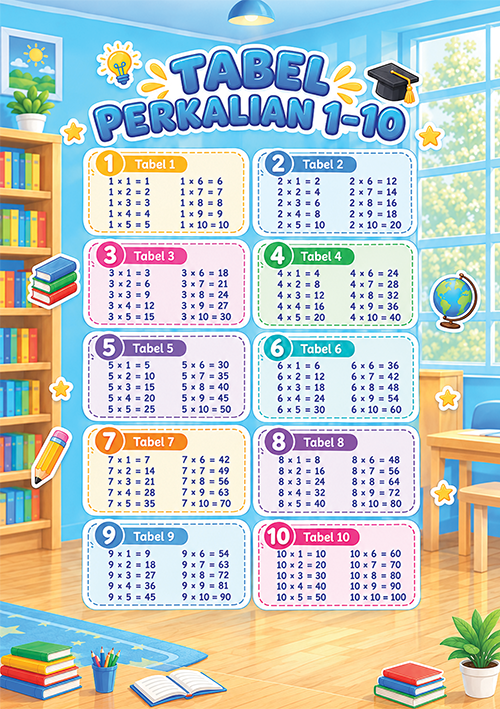 TABEL
PERKALIAN 1-10
1 Tabel 1
1 x 1 = 1 1 x 6 = 6
1 x 2 = 2 1 x 7 = 7
1 x 3 = 3 1 x 8 = 8
1 x 4 = 4 1 x 9 = 9
1 x 5 = 5 1 x 10 = 10
2 Tabel 2
2 x 1 = 2 2 x 6 = 12
2 x 2 = 4 2 x 7 = 14
2 x 3 = 6 2 x 8 = 16
2 x 4 = 8 2 x 9 = 18
2 x 5 = 10 2 x 10 = 20
3 Tabel 3
3 x 1 = 3 3 x 6 = 18
3 x 2 = 6 3 x 7 = 21
3 x 3 = 9 3 x 8 = 24
3 x 4 = 12 3 x 9 = 27
3 x 5 = 15 3 x 10 = 30
4 Tabel 4
4 x 1 = 4 4 x 6 = 24
4 x 2 = 8 4 x 7 = 28
4 x 3 = 12 4 x 8 = 32
4 x 4 = 16 4 x 9 = 36
4 x 5 = 20 4 x 10 = 40
5 Tabel 5
5 x 1 = 5 5 x 6 = 30
5 x 2 = 10 5 x 7 = 35
5 x 3 = 15 5 x 8 = 40
5 x 4 = 20 5 x 9 = 45
5 x 5 = 25 5 x 10 = 50
6 Tabel 6
6 x 1 = 6 6 x 6 = 36
6 x 2 = 12 6 x 7 = 42
6 x 3 = 18 6 x 8 = 48
6 x 4 = 24 6 x 9 = 54
6 x 5 = 30 6 x 10 = 60
7 Tabel 7
7 x 1 = 7 7 x 6 = 42
7 x 2 = 14 7 x 7 = 49
7 x 3 = 21 7 x 8 = 56
7 x 4 = 28 7 x 9 = 63
7 x 5 = 35 7 x 10 = 70
8 Tabel 8
8 x 1 = 8 8 x 6 = 48
8 x 2 = 16 8 x 7 = 56
8 x 3 = 24 8 x 8 = 64
8 x 4 = 32 8 x 9 = 72
8 x 5 = 40 8 x 10 = 80
9 Tabel 9
9 x 1 = 9 9 x 6 = 54
9 x 2 = 18 9 x 7 = 63
9 x 3 = 27 9 x 8 = 72
9 x 4 = 36 9 x 9 = 81
9 x 5 = 45 9 x 10 = 90
10 Tabel 10
10 x 1 = 10 10 x 6 = 60
10 x 2 = 20 10 x 7 = 70
10 x 3 = 30 10 x 8 = 80
10 x 4 = 40 10 x 9 = 90
10 x 5 = 50 10 x 10 = 100